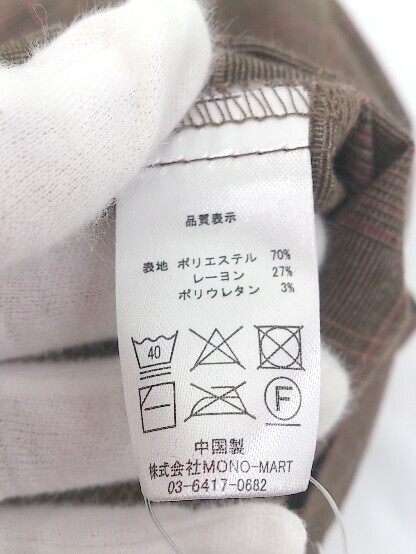 品質表示
表地 ポリエステル 70%
レーヨン 27%
ポリウレタン 3%
40
F
中国製
株式会社MONO-MART
03-6417-0682